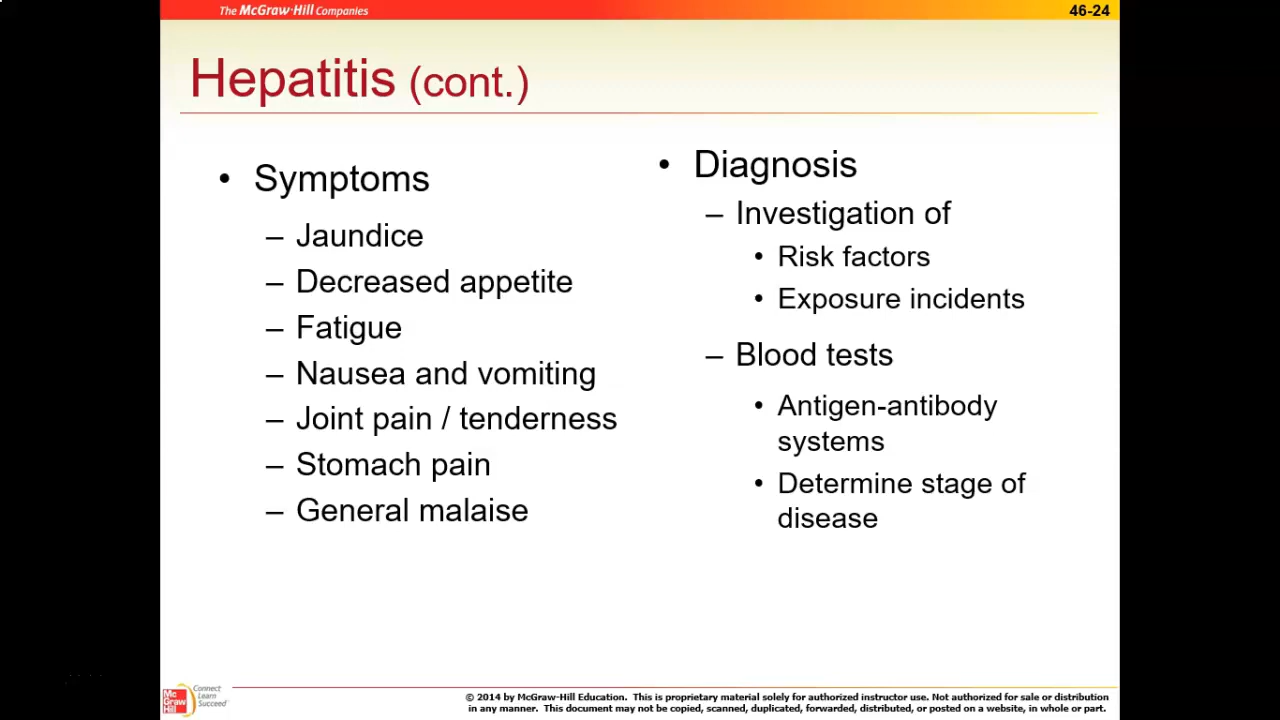 The McGraw·Hill Companies
46-24
Hepatitis (cont.)
• Symptoms
– Jaundice
– Decreased appetite
– Fatigue
– Nausea and vomiting
– Joint pain / tenderness
– Stomach pain
– General malaise
• Diagnosis
– Investigation of
• Risk factors
• Exposure incidents
– Blood tests
• Antigen-antibody
systems
• Determine stage of
disease
Mc
Graw
Hill
Connect
Learn
Succeed
© 2014 by McGraw-Hill Education. This is proprietary material solely for authorized instructor use. Not authorized for sale or distribution
in any manner. This document may not be copied, scanned, duplicated, forwarded, distributed, or posted on a website, in whole or part.